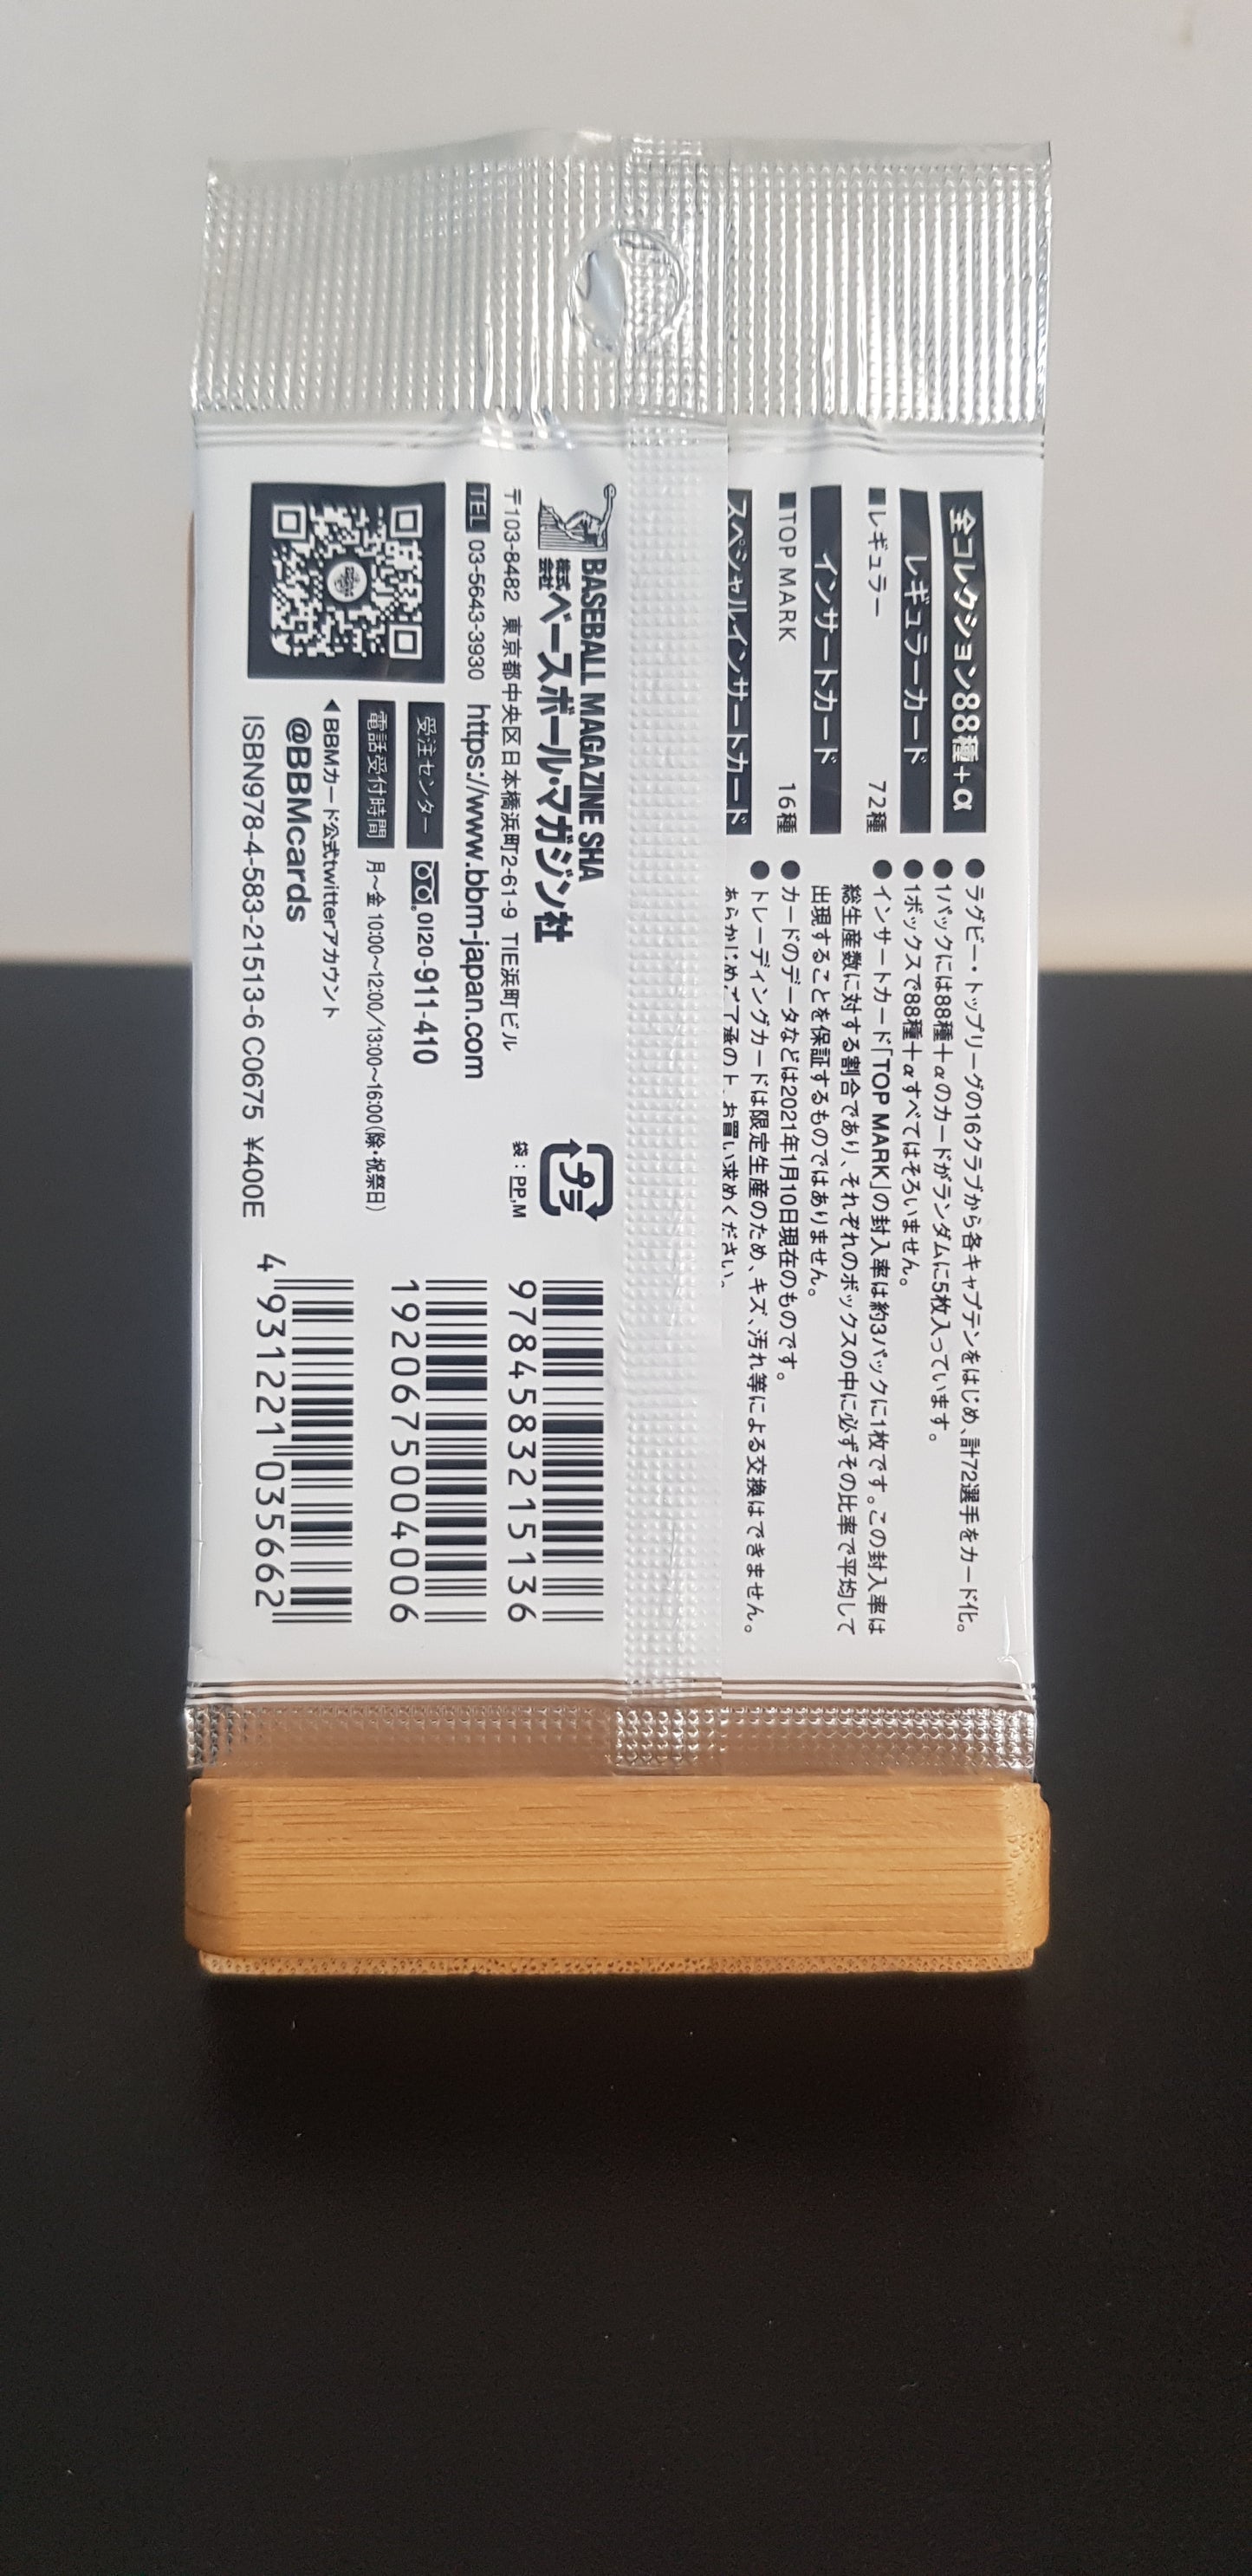 全コレクション88種+α
レギュラーカード
■レギュラー 72種
インサートカード
■TOP MARK 16種
スペシャルインサートカード
●ラグビー・トップリーグの16クラブから各キャプテンをはじめ、計72選手をカード化。
●1パックには88種+αのカードがランダムに5枚入っています。
●1ボックスで88種+αすべてはそろいません。
●インサートカード「TOP MARK」の封入率は約3パックに1枚です。この封入率は
総生産数に対する割合であり、それぞれのボックスの中に必ずその比率で平均して
出現することを保証するものではありません。
●カードのデータなどは2021年1月10日現在のものです。
●トレーディングカードは限定生産のため、キズ、汚れ等による交換はできません。
あらかじめご了承の上、お買い求めください。
BASEBALL MAGAZINE SHA
株式会社ベースボール・マガジン社
〒103-8482 東京都中央区日本橋浜町2-61-9 TIE浜町ビル
TEL 03-5643-3930 https://www.bbm-japan.com
受注センター 0120-911-410
電話受付時間 月〜金 10:00〜12:00/13:00〜16:00(除・祝祭日)
◀BBMカード公式twitterアカウント
@BBMcards
ISBN978-4-583-21513-6 C0675 ¥400E
プラ
袋:PP,M
9784583215136
1920675004006
4931221035662